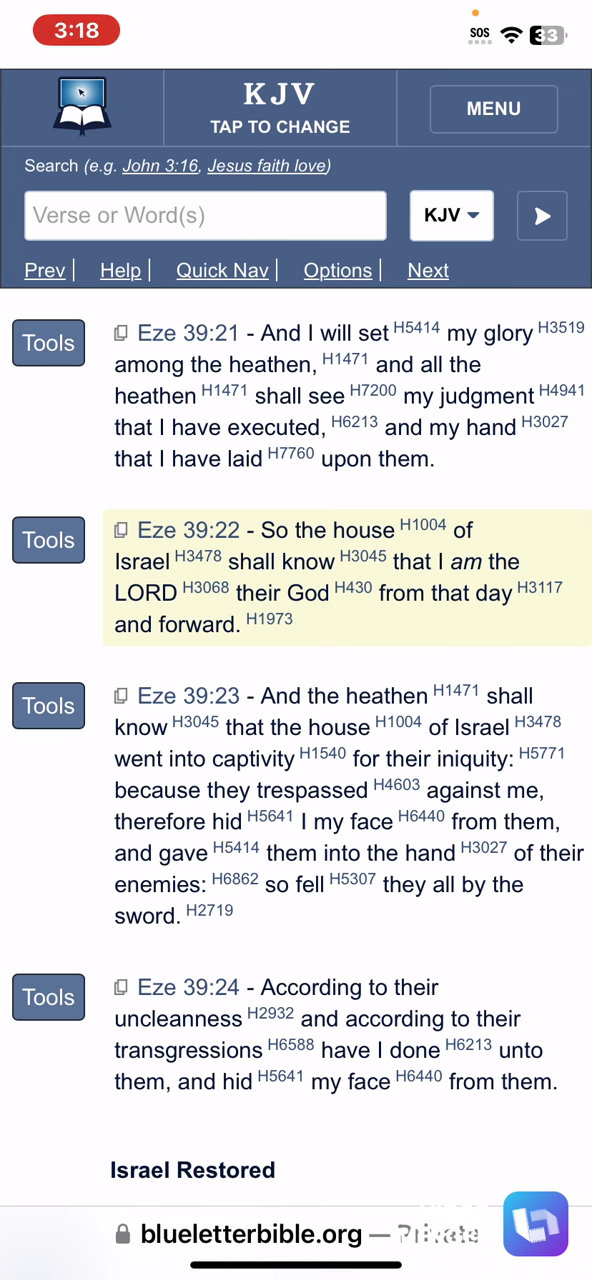 3:18
SOS
33
KJV
TAP TO CHANGE
MENU
Search (e.g. John 3:16, Jesus faith love)
Verse or Word(s)
KJV
Prev| Help| Quick Nav| Options| Next
Tools
Eze 39:21 - And I will set H5414 my glory H3519
among the heathen, H1471 and all the
heathen H1471 shall see H7200 my judgment H4941
that I have executed, H6213 and my hand H3027
that I have laid H7760 upon them.
Tools
Eze 39:22 - So the house H1004 of
Israel H3478 shall know H3045 that I am the
LORD H3068 their God H430 from that day H3117
and forward. H1973
Tools
Eze 39:23 - And the heathen H1471 shall
know H3045 that the house H1004 of Israel H3478
went into captivity H1540 for their iniquity: H5771
because they trespassed H4603 against me,
therefore hid H5641 I my face H6440 from them,
and gave H5414 them into the hand H3027 of their
enemies: H6862 so fell H5307 they all by the
sword. H2719
Tools
Eze 39:24 - According to their
uncleanness H2932 and according to their
transgressions H6588 have I done H6213 unto
them, and hid H5641 my face H6440 from them.
Israel Restored
blueletterbible.org — Private